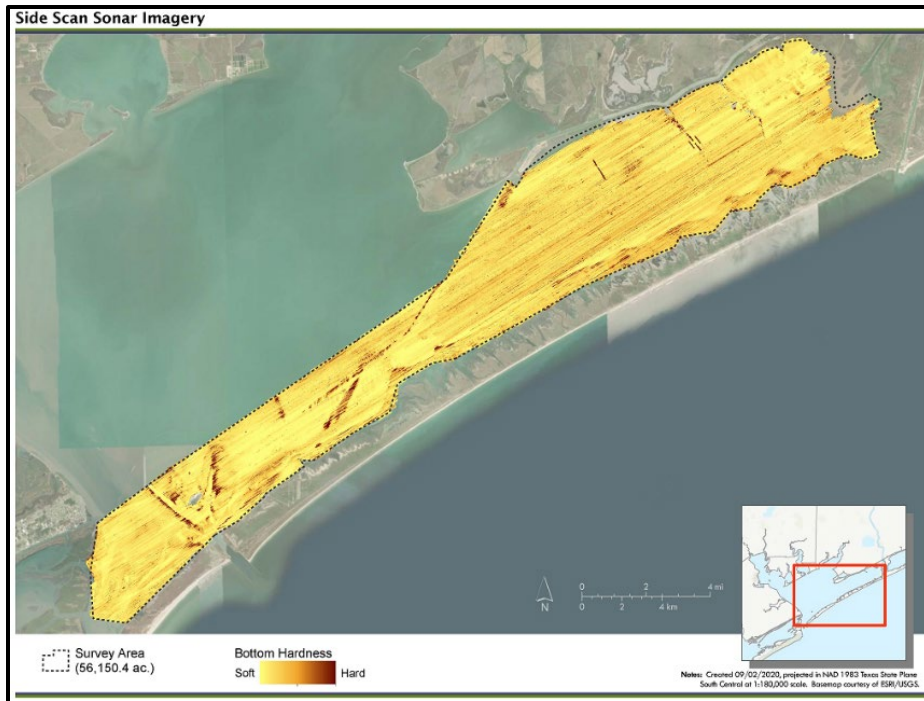 Side Scan Sonar Imagery
N
0 2 4 mi
0 2 4 km
Survey Area
(56,150.4 ac.)
Bottom Hardness
Soft Hard
Notes: Created 09/02/2020, projected in NAD 1983 Texas State Plane
South Central at 1:180,000 scale. Basemap courtesy of ESRI/USGS.